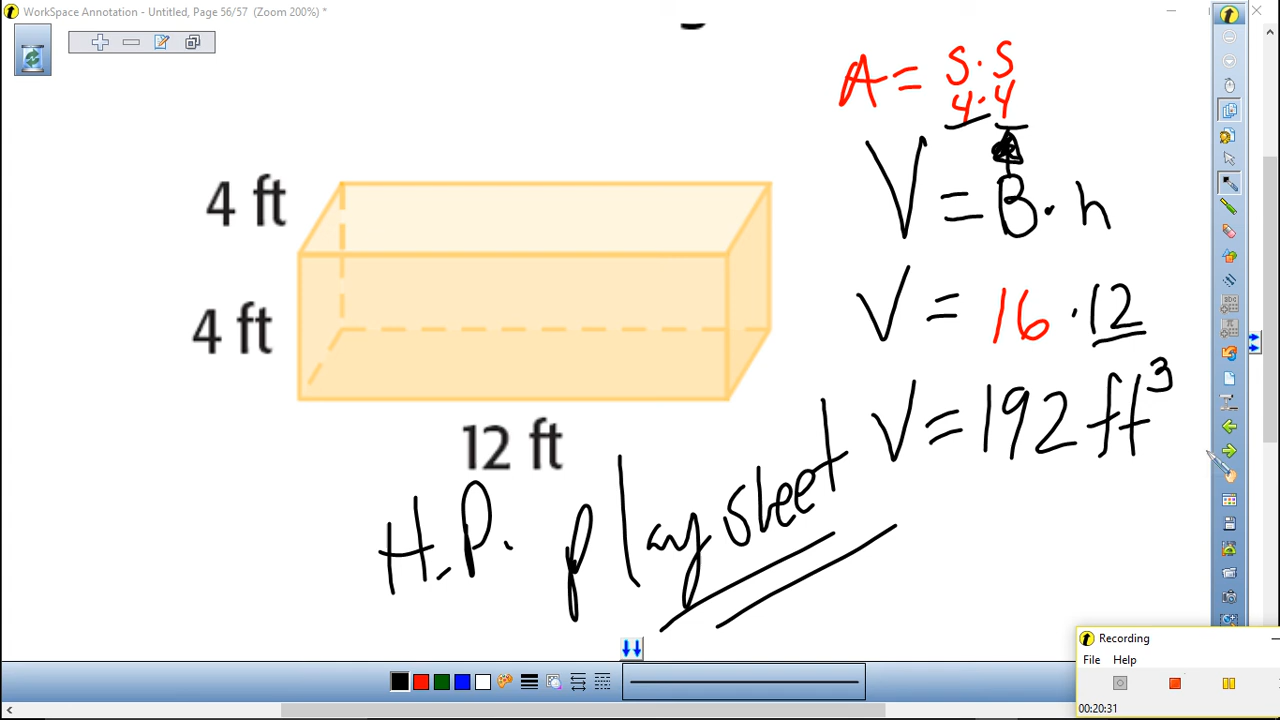 WorkSpace Annotation - Untitled, Page 56/57 (Zoom 200%) *
A = S · S
4 · 4
V = B · h
4 ft
4 ft
12 ft
V = 16 · 12
V = 192 ft³
H.P. playsheet
Recording
File Help
00:20:31